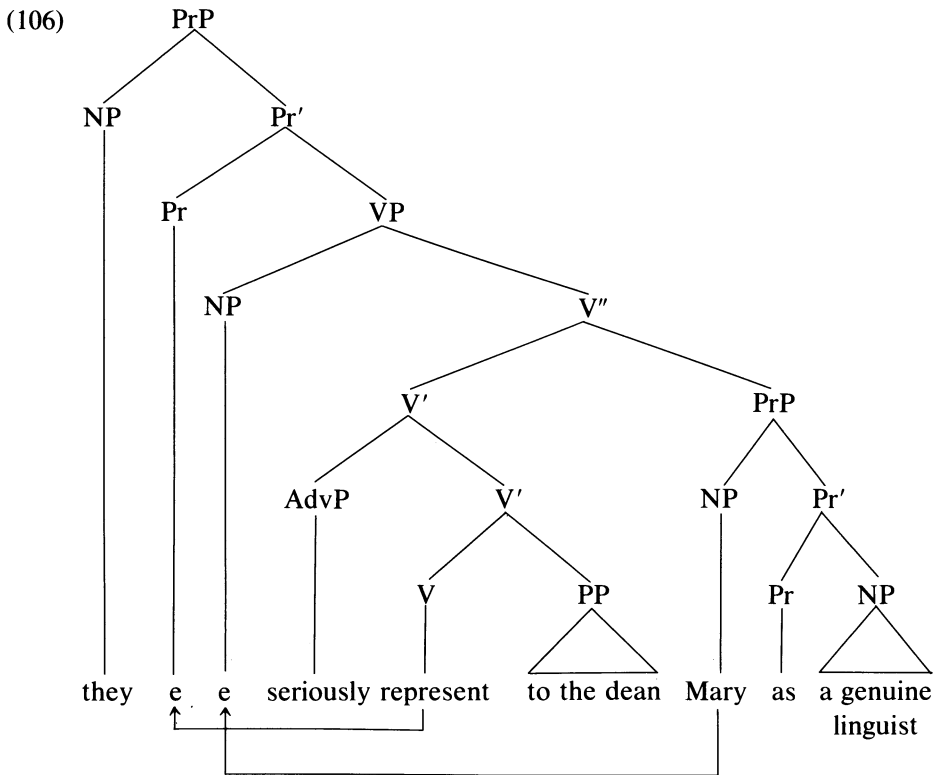 (106) PrP
NP Pr′
Pr VP
NP V″
V′ PrP
AdvP V′ NP Pr′
V PP Pr NP
they e e seriously represent to the dean Mary as a genuine
linguist